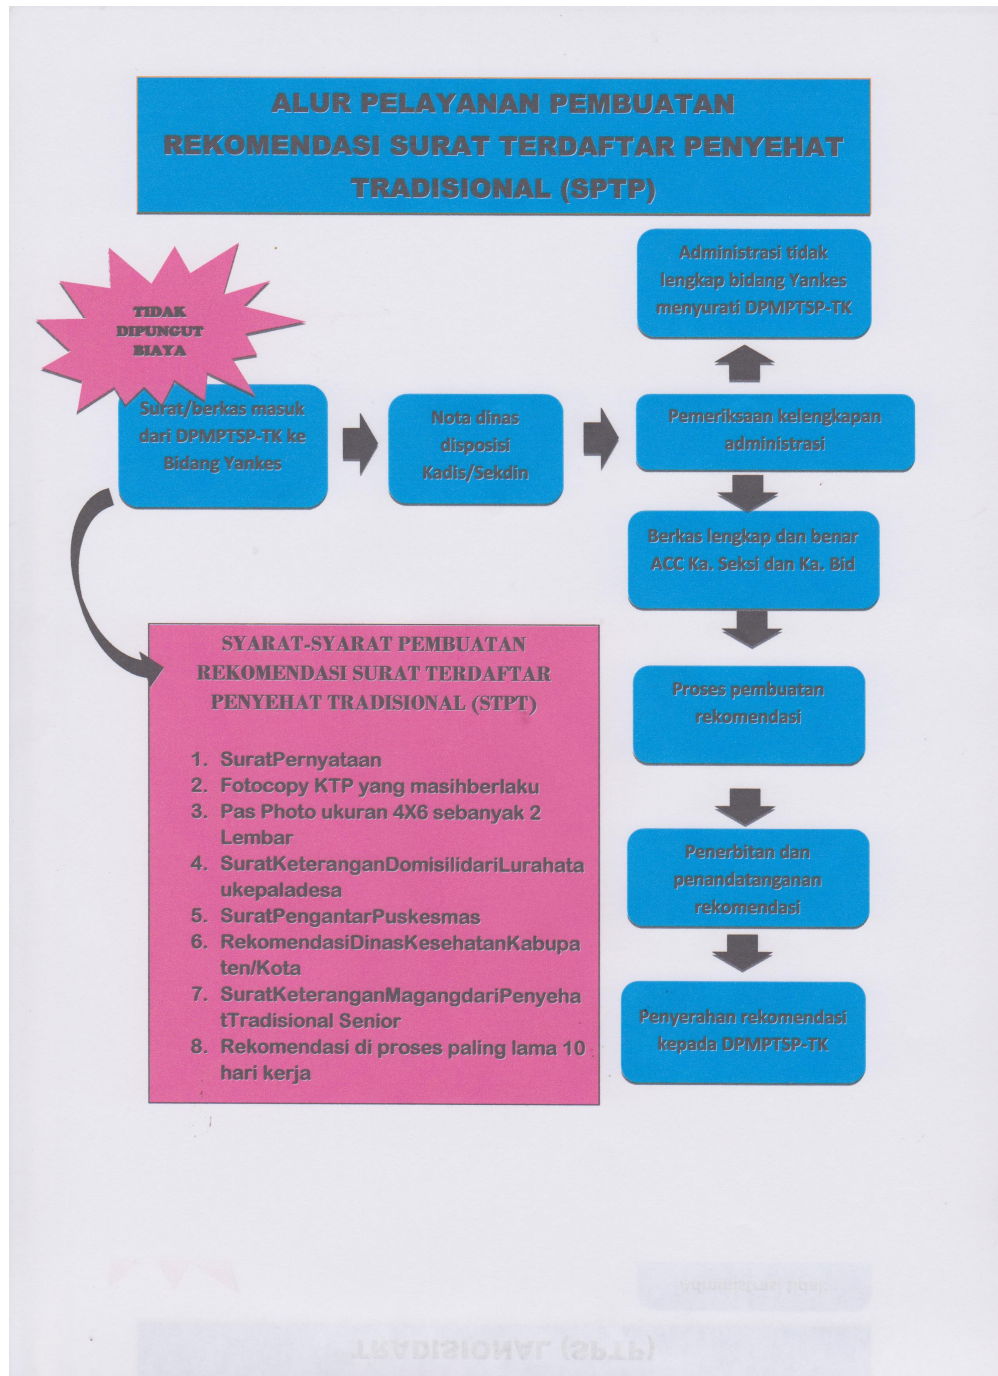 ALUR PELAYANAN PEMBUATAN
REKOMENDASI SURAT TERDAFTAR PENYEHAT
TRADISIONAL (SPTP)
TIDAK
DIPUNGUT
BIAYA
Surat/berkas masuk
dari DPMPTSP-TK ke
Bidang Yankes
Nota dinas
disposisi
Kadis/Sekdin
Pemeriksaan kelengkapan
administrasi
Administrasi tidak
lengkap bidang Yankes
menyurati DPMPTSP-TK
Berkas lengkap dan benar
ACC Ka. Seksi dan Ka. Bid
Proses pembuatan
rekomendasi
Penerbitan dan
penandatanganan
rekomendasi
Penyerahan rekomendasi
kepada DPMPTSP-TK
SYARAT-SYARAT PEMBUATAN
REKOMENDASI SURAT TERDAFTAR
PENYEHAT TRADISIONAL (STPT)
1. SuratPernyataan
2. Fotocopy KTP yang masihberlaku
3. Pas Photo ukuran 4X6 sebanyak 2
Lembar
4. SuratKeteranganDomisilidariLurahata
ukepaladesa
5. SuratPengantarPuskesmas
6. RekomendasiDinasKesehatanKabupa
ten/Kota
7. SuratKeteranganMagangdariPenyeha
tTradisional Senior
8. Rekomendasi di proses paling lama 10
hari kerja
Administrasi tidak
TRADISIONAL (SPTP)